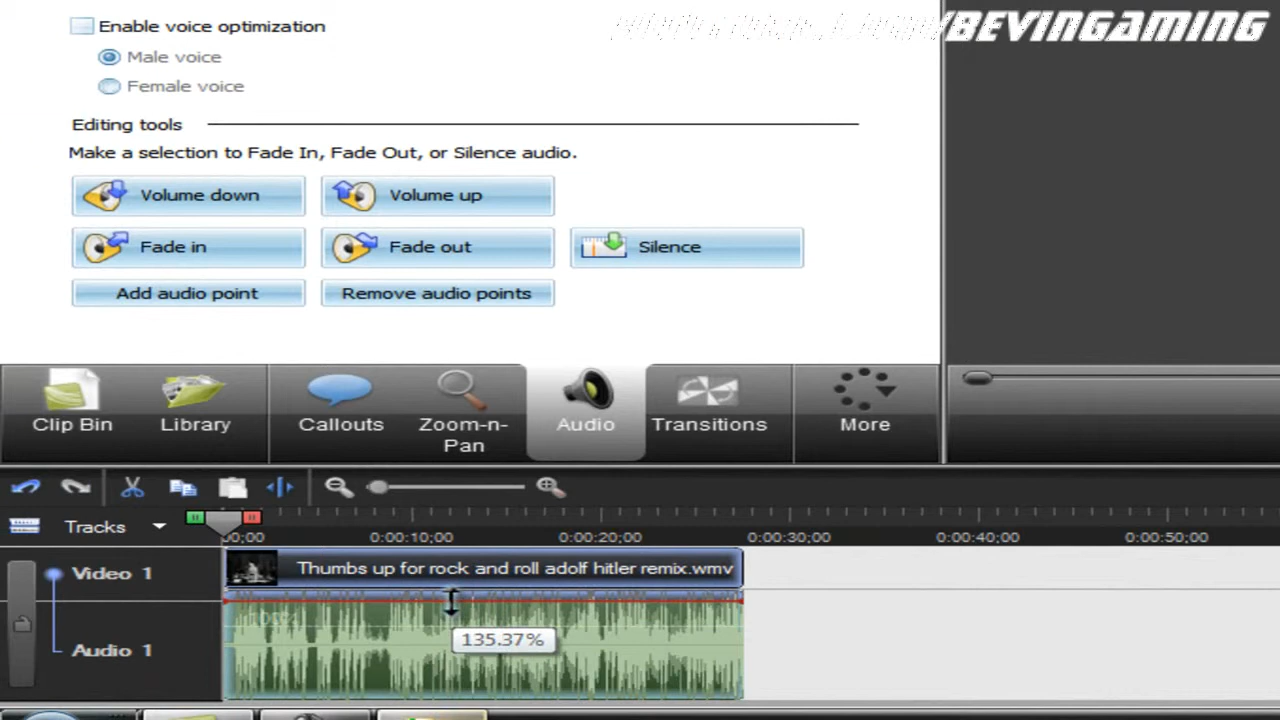 Enable voice optimization
BEVINGAMING
Male voice
Female voice
Editing tools
Make a selection to Fade In, Fade Out, or Silence audio.
Volume down Volume up
Fade in Fade out Silence
Add audio point Remove audio points
Clip Bin Library Callouts Zoom-n-Pan Audio Transitions More
Tracks 00;00 0:00:10;00 0:00:20;00 0:00:30;00 0:00:40;00 0:00:50;00
Video 1 Thumbs up for rock and roll adolf hitler remix.wmv
100%
135.37%
Audio 1